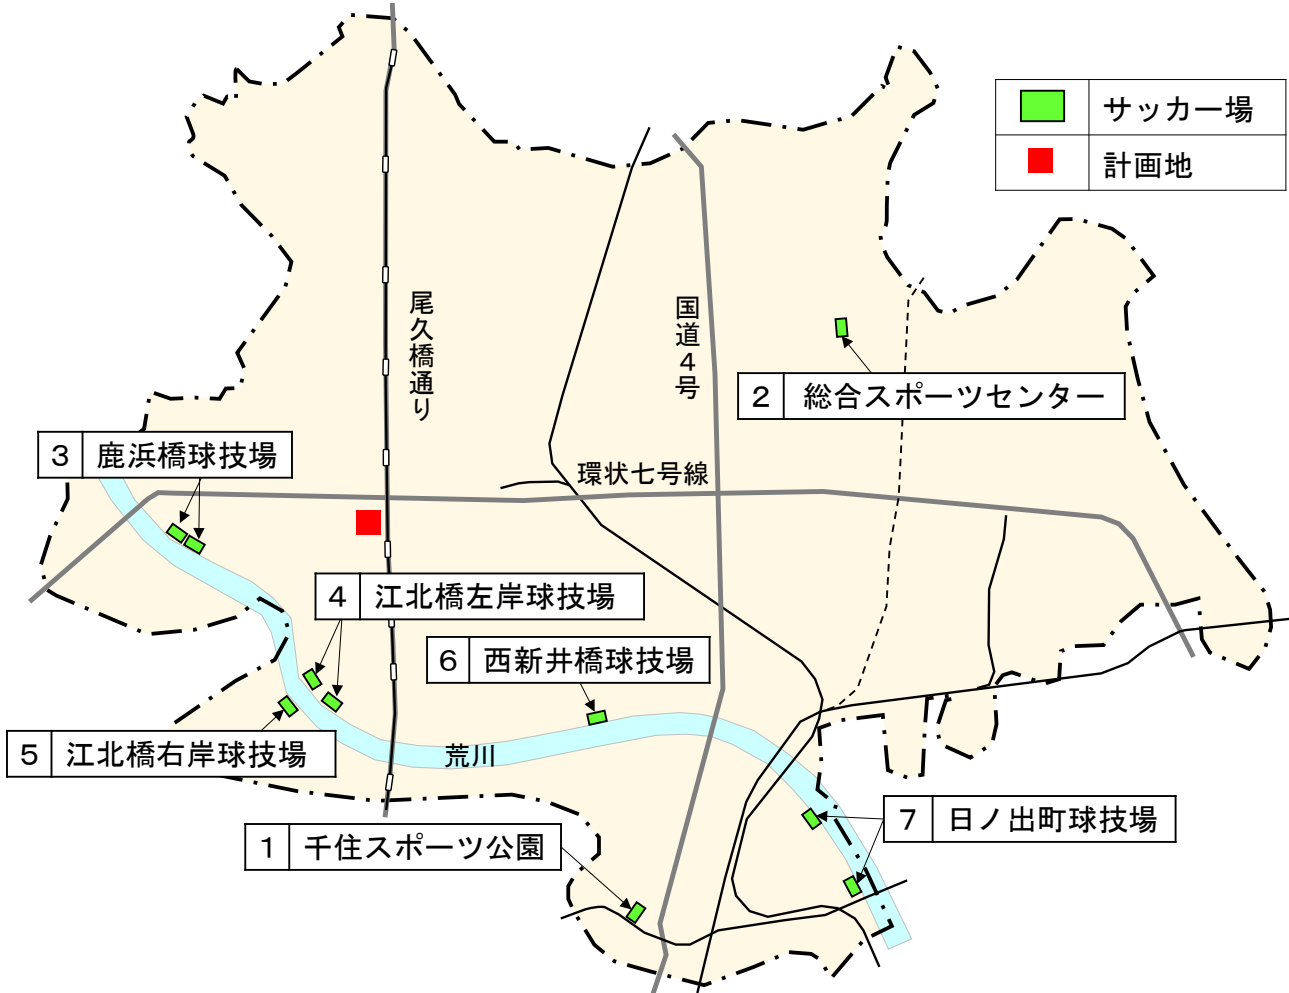 サッカー場
計画地
尾久橋通り
国道4号
2 総合スポーツセンター
3 鹿浜橋球技場
環状七号線
4 江北橋左岸球技場
6 西新井橋球技場
5 江北橋右岸球技場
荒川
7 日ノ出町球技場
1 千住スポーツ公園